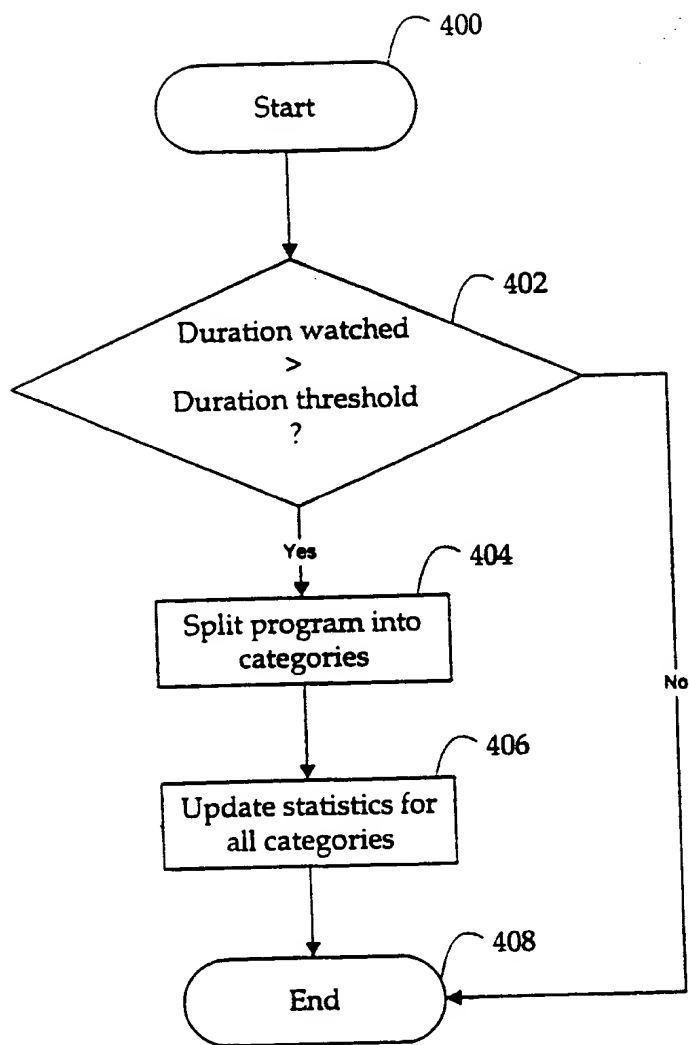 400
Start
402
Duration watched
>
Duration threshold
?
Yes
404
Split program into
categories
No
406
Update statistics for
all categories
408
End